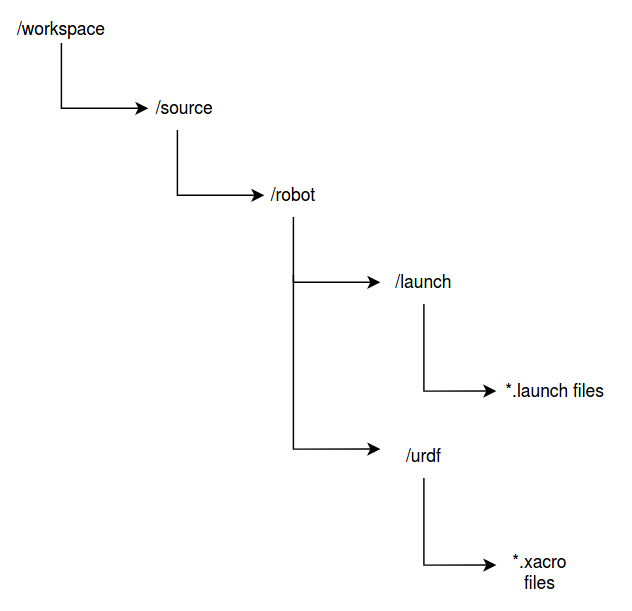 /workspace
/source
/robot
/launch
*.launch files
/urdf
*.xacro
files